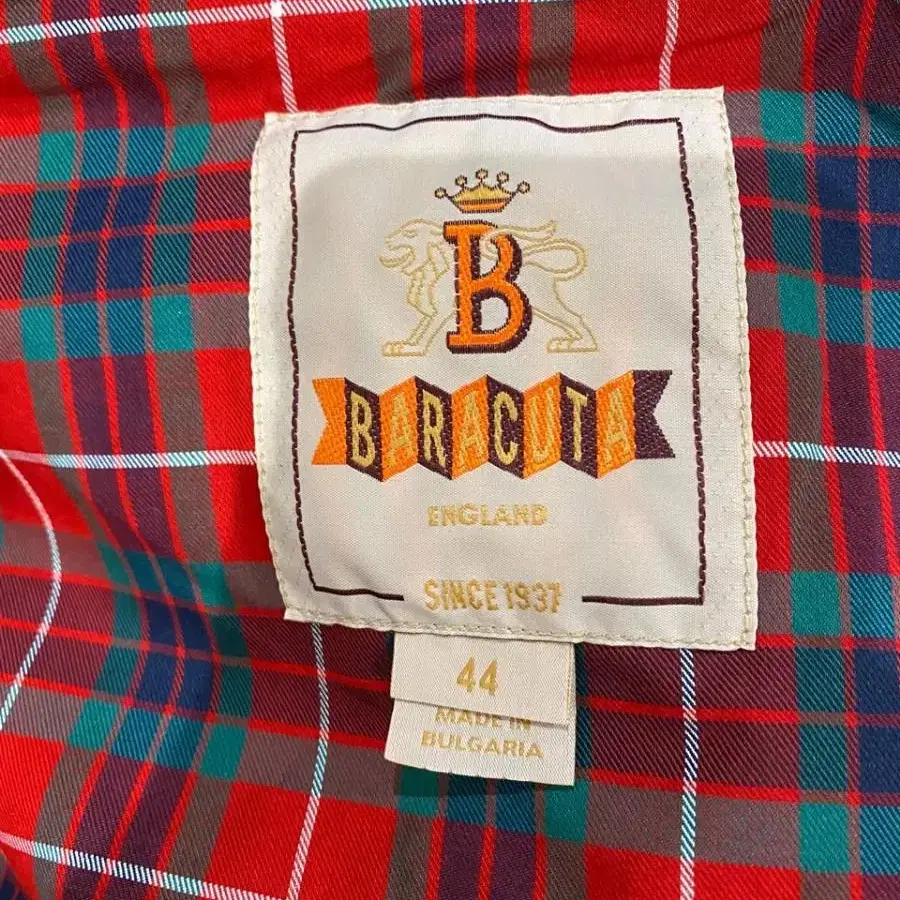 B
BARACUTA
ENGLAND
SINCE 1937
44
MADE IN
BULGARIA